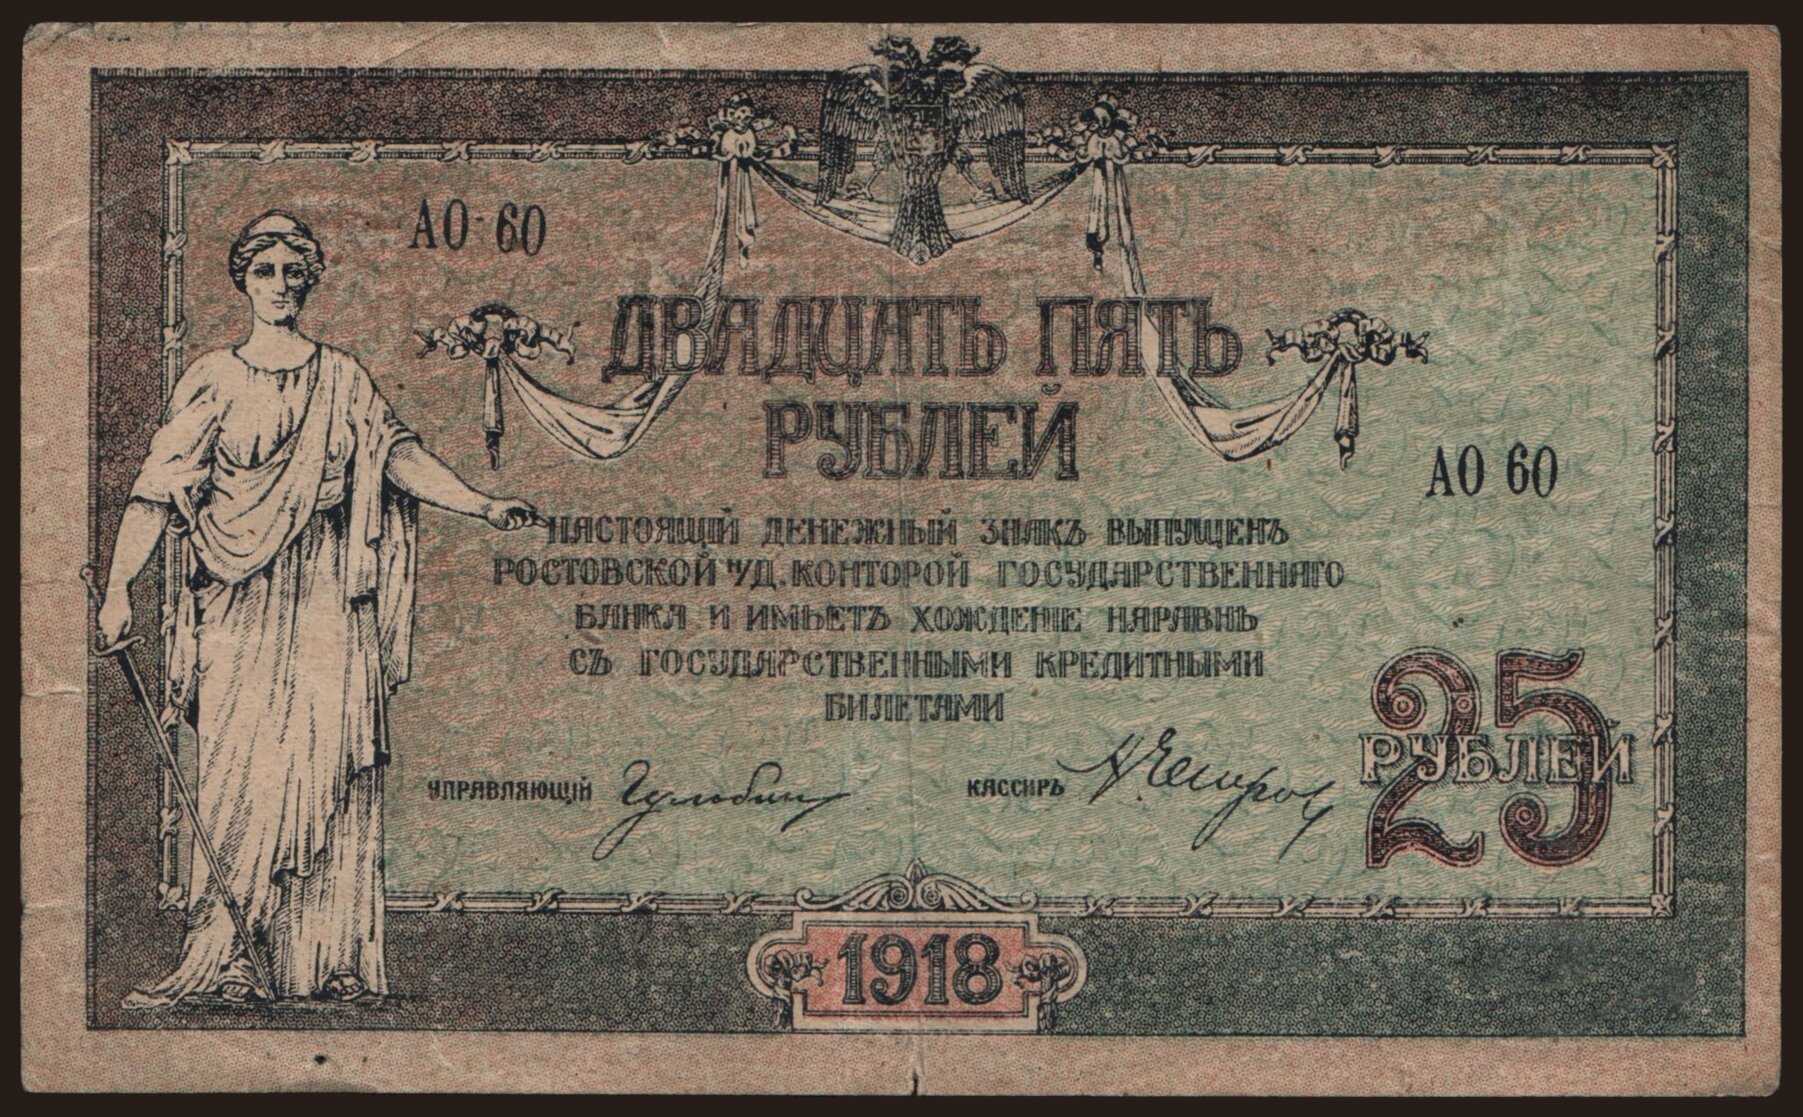 АО-60
ДВАДЦАТЬ ПЯТЬ
РУБЛЕЙ
АО 60
НАСТОЯЩІЙ ДЕНЕЖНЫЙ ЗНАКЪ ВЫПУЩЕНЪ
РОСТОВСКОЙ н/Д. КОНТОРОЙ ГОСУДАРСТВЕННАГО
БАНКА И ИМѢЕТЪ ХОЖДЕНІЕ НАРАВНѢ
СЪ ГОСУДАРСТВЕННЫМИ КРЕДИТНЫМИ
БИЛЕТАМИ
25
РУБЛЕЙ
УПРАВЛЯЮЩІЙ КАССИРЪ
1918